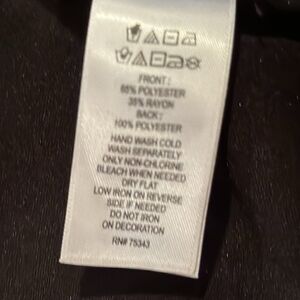 FRONT:
65% POLYESTER
35% RAYON
BACK:
100% POLYESTER
HAND WASH COLD
WASH SEPARATELY
ONLY NON-CHLORINE
BLEACH WHEN NEEDED
DRY FLAT
LOW IRON ON REVERSE
SIDE IF NEEDED
DO NOT IRON
ON DECORATION
RN# 75343